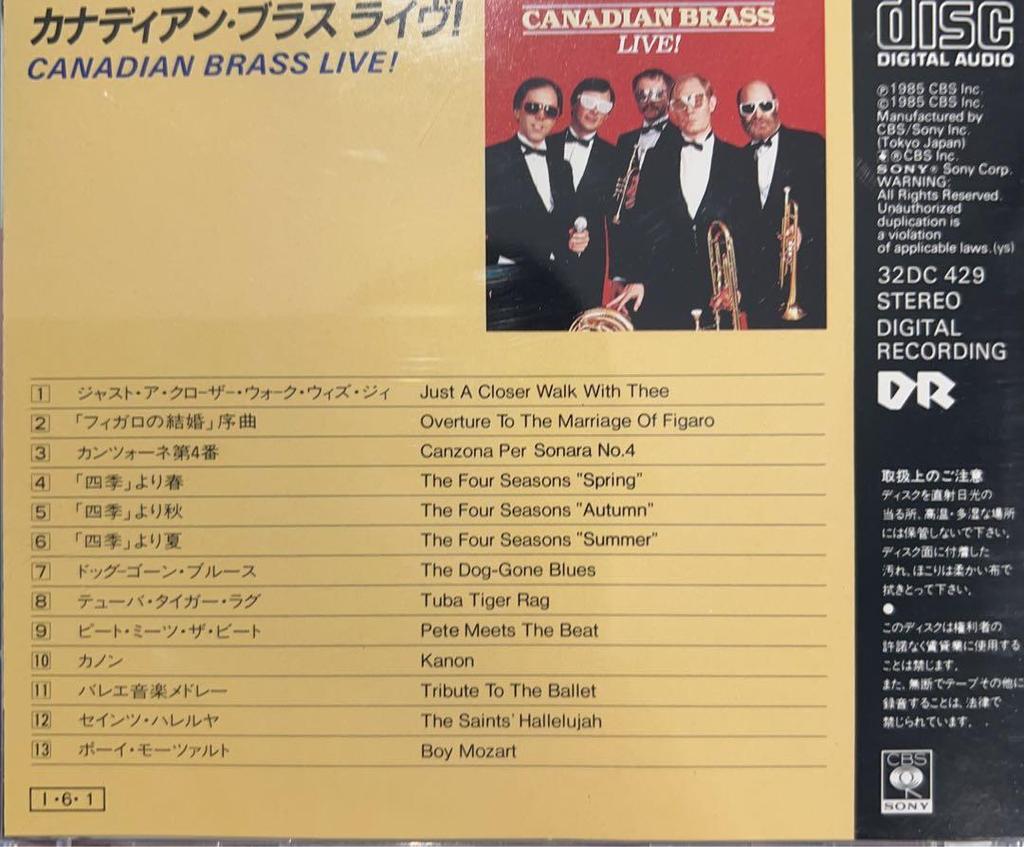 カナディアン・ブラス ライヴ!
CANADIAN BRASS LIVE!
CANADIAN BRASS
LIVE!
1 ジャスト・ア・クローザー・ウォーク・ウィズ・ジィ Just A Closer Walk With Thee
2 「フィガロの結婚」序曲 Overture To The Marriage Of Figaro
3 カンツォーネ第4番 Canzona Per Sonara No.4
4 「四季」より春 The Four Seasons "Spring"
5 「四季」より秋 The Four Seasons "Autumn"
6 「四季」より夏 The Four Seasons "Summer"
7 ドッグ-ゴーン・ブルース The Dog-Gone Blues
8 テューバ・タイガー・ラグ Tuba Tiger Rag
9 ピート・ミーツ・ザ・ビート Pete Meets The Beat
10 カノン Kanon
11 バレエ音楽メドレー Tribute To The Ballet
12 セインツ・ハレルヤ The Saints' Hallelujah
13 ボーイ・モーツァルト Boy Mozart
I・6・1
disc
DIGITAL AUDIO
Ⓟ1985 CBS Inc.
©1985 CBS Inc.
Manufactured by
CBS/Sony Inc.
(Tokyo Japan)
®CBS Inc.
SONY® Sony Corp.
WARNING:
All Rights Reserved.
Unauthorized
duplication is
a violation
of applicable laws.(ys)
32DC 429
STEREO
DIGITAL
RECORDING
DR
取扱上のご注意
ディスクを直射日光の
当る所、高温・多湿な場所
には保管しないで下さい。
ディスク面に付着した
汚れ、ほこりは柔かい布で
拭きとって下さい。
●
このディスクは権利者の
許諾なく賃貸業に使用する
ことは禁じます。
また、無断でテープその他に
録音することは、法律で
禁じられています。
CBS
SONY